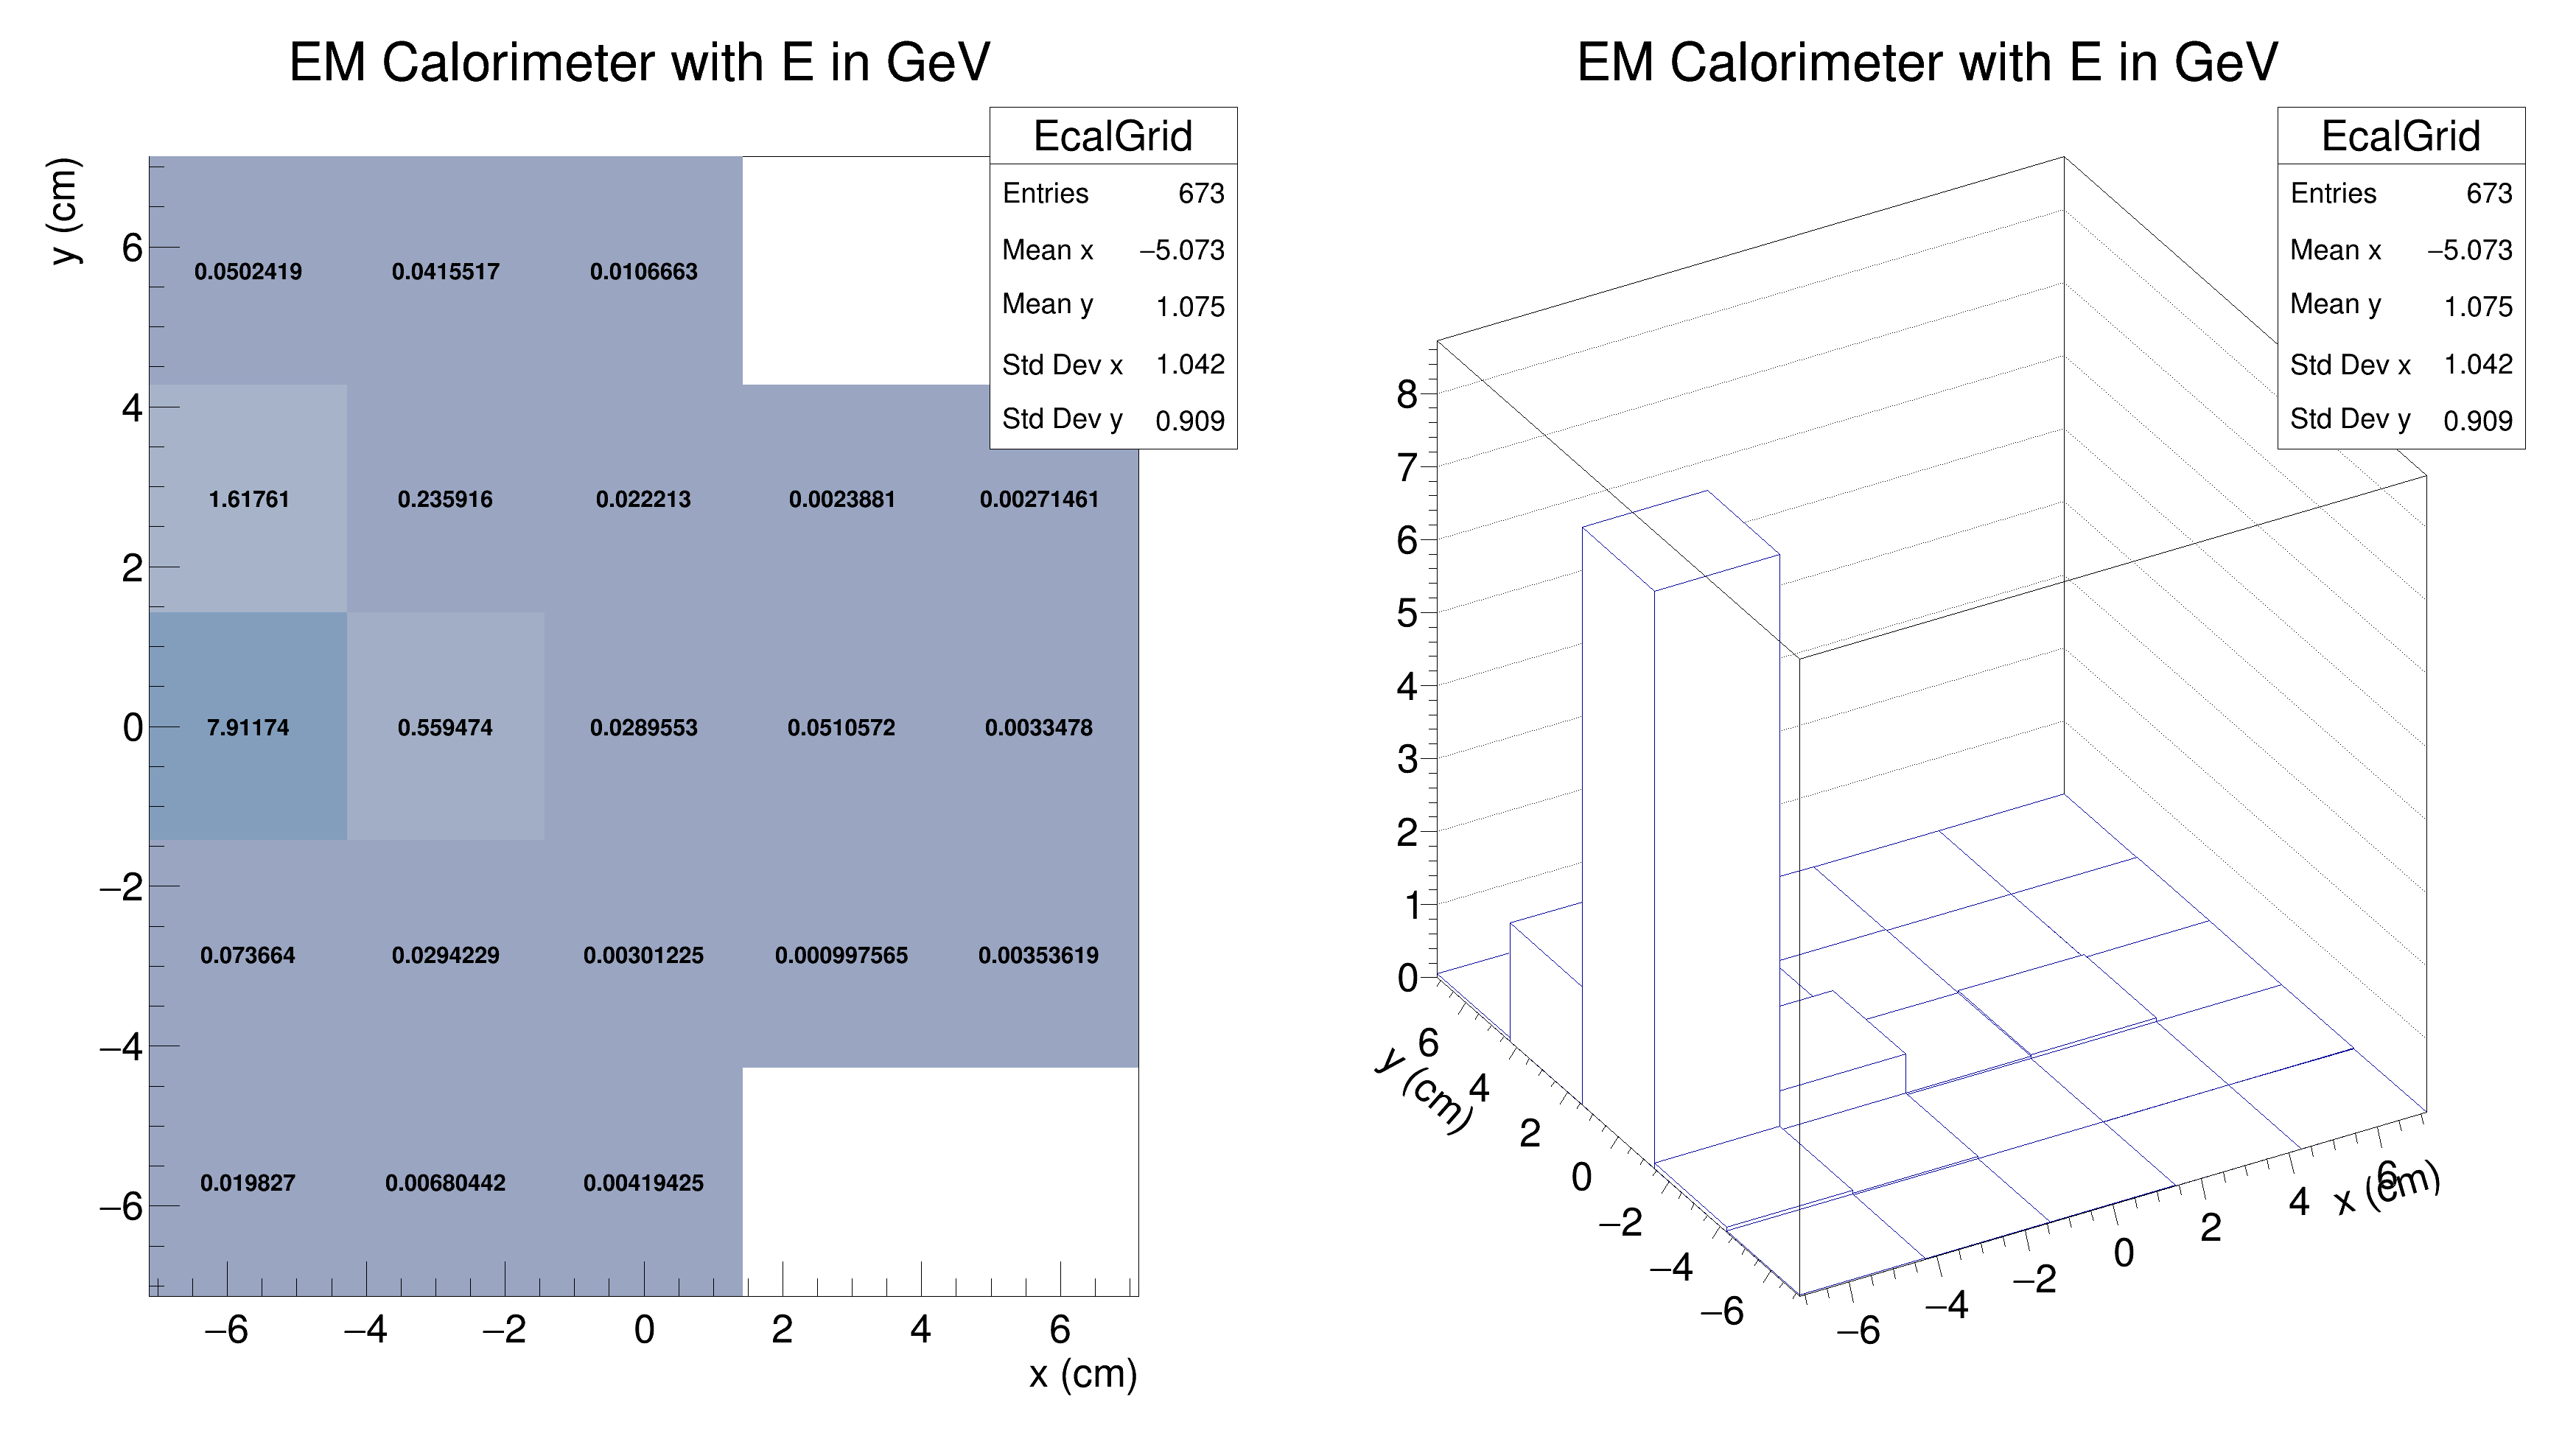 EM Calorimeter with E in GeV
EcalGrid
Entries 673
Mean x −5.073
Mean y 1.075
Std Dev x 1.042
Std Dev y 0.909
y (cm)
6
4
2
0
−2
−4
−6
0.0502419 0.0415517 0.0106663
1.61761 0.235916 0.022213 0.0023881 0.00271461
7.91174 0.559474 0.0289553 0.0510572 0.0033478
0.073664 0.0294229 0.00301225 0.000997565 0.00353619
0.019827 0.00680442 0.00419425
−6 −4 −2 0 2 4 6
x (cm)
EM Calorimeter with E in GeV
EcalGrid
Entries 673
Mean x −5.073
Mean y 1.075
Std Dev x 1.042
Std Dev y 0.909
8
7
6
5
4
3
2
1
0
6
4
2
0
−2
−4
−6
y (cm)
−6
−4
−2
0
2
4
6
x (cm)